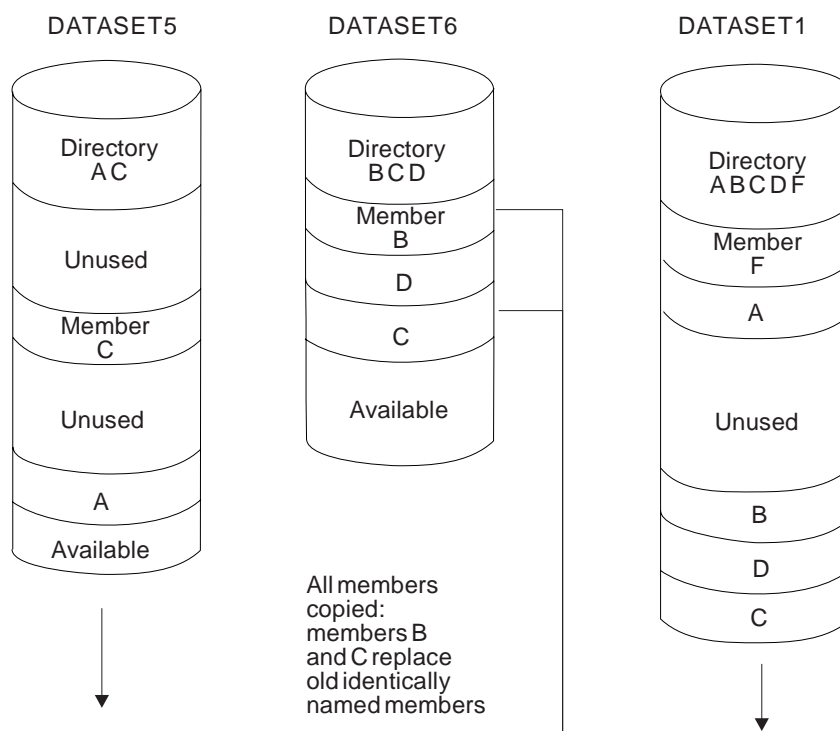 DATASET5
DATASET6
DATASET1
Directory
A C
Unused
Member
C
Unused
A
Available
Directory
B C D
Member
B
D
C
Available
All members
copied:
members B
and C replace
old identically
named members
Directory
A B C D F
Member
F
A
Unused
B
D
C